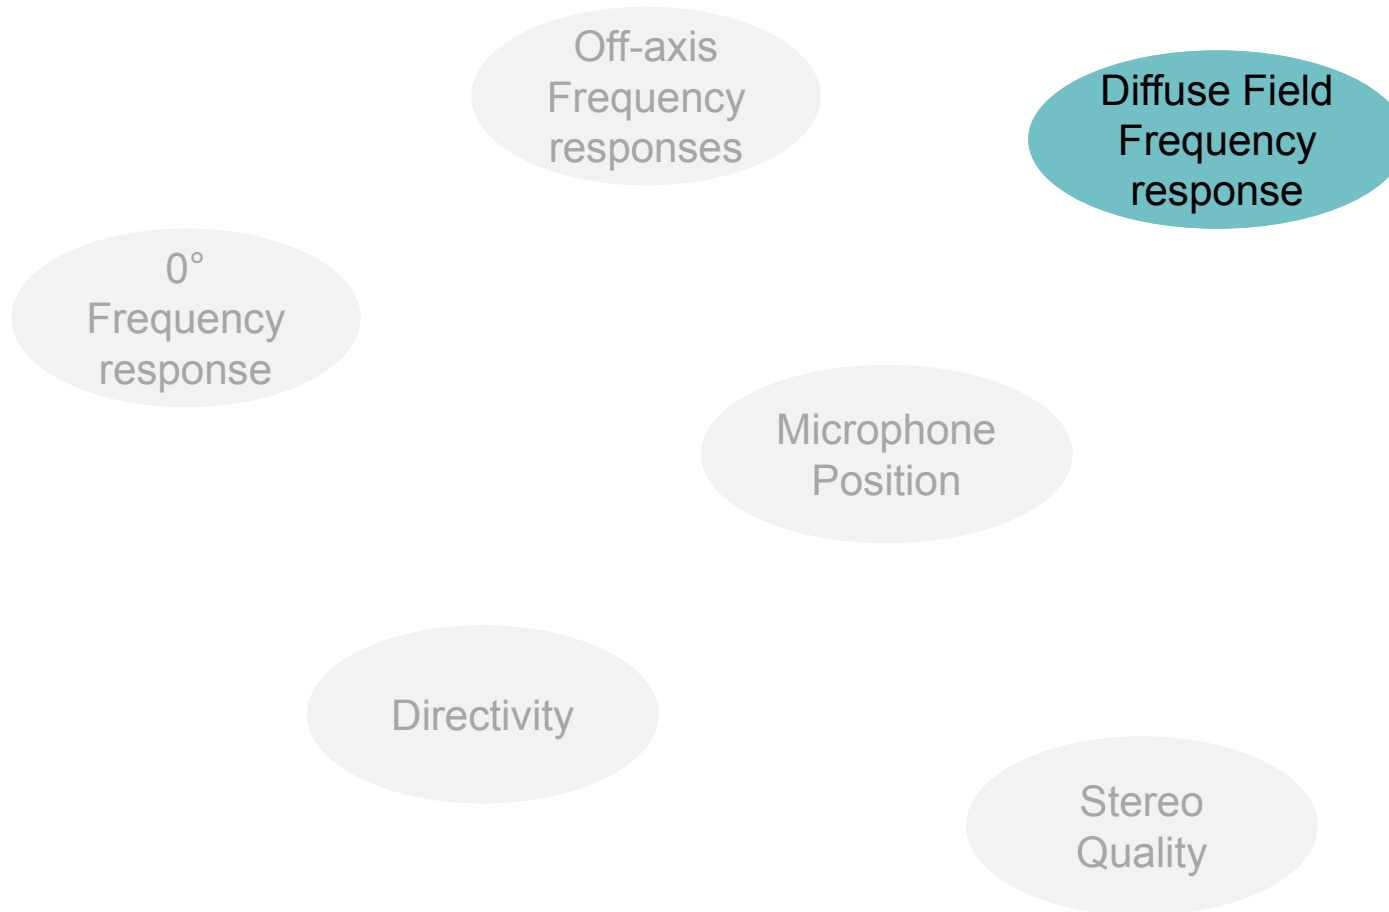 Off-axis
Frequency
responses
Diffuse Field
Frequency
response
0°
Frequency
response
Microphone
Position
Directivity
Stereo
Quality